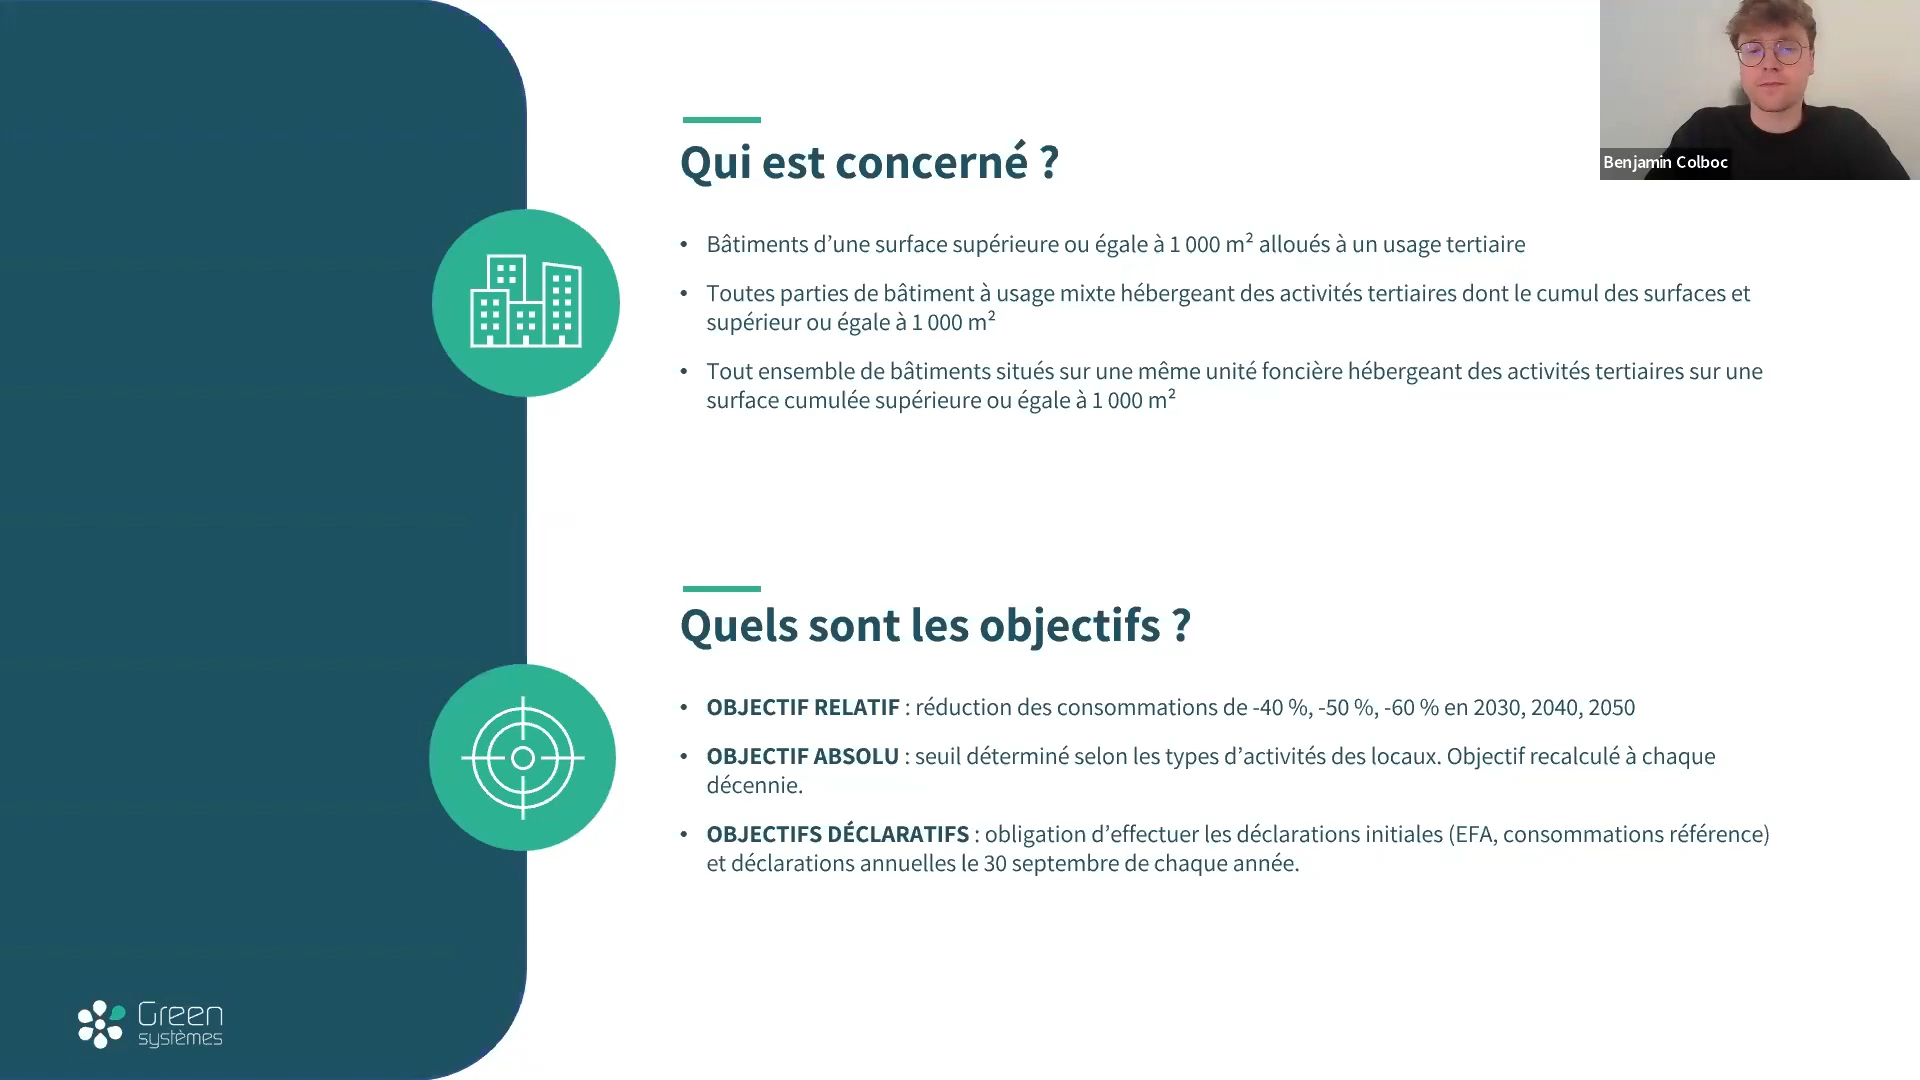 Qui est concerné ?
• Bâtiments d’une surface supérieure ou égale à 1 000 m² alloués à un usage tertiaire
• Toutes parties de bâtiment à usage mixte hébergeant des activités tertiaires dont le cumul des surfaces et
supérieur ou égale à 1 000 m²
• Tout ensemble de bâtiments situés sur une même unité foncière hébergeant des activités tertiaires sur une
surface cumulée supérieure ou égale à 1 000 m²
Benjamin Colboc
Quels sont les objectifs ?
• OBJECTIF RELATIF : réduction des consommations de -40 %, -50 %, -60 % en 2030, 2040, 2050
• OBJECTIF ABSOLU : seuil déterminé selon les types d’activités des locaux. Objectif recalculé à chaque
décennie.
• OBJECTIFS DÉCLARATIFS : obligation d’effectuer les déclarations initiales (EFA, consommations référence)
et déclarations annuelles le 30 septembre de chaque année.
Green
systèmes